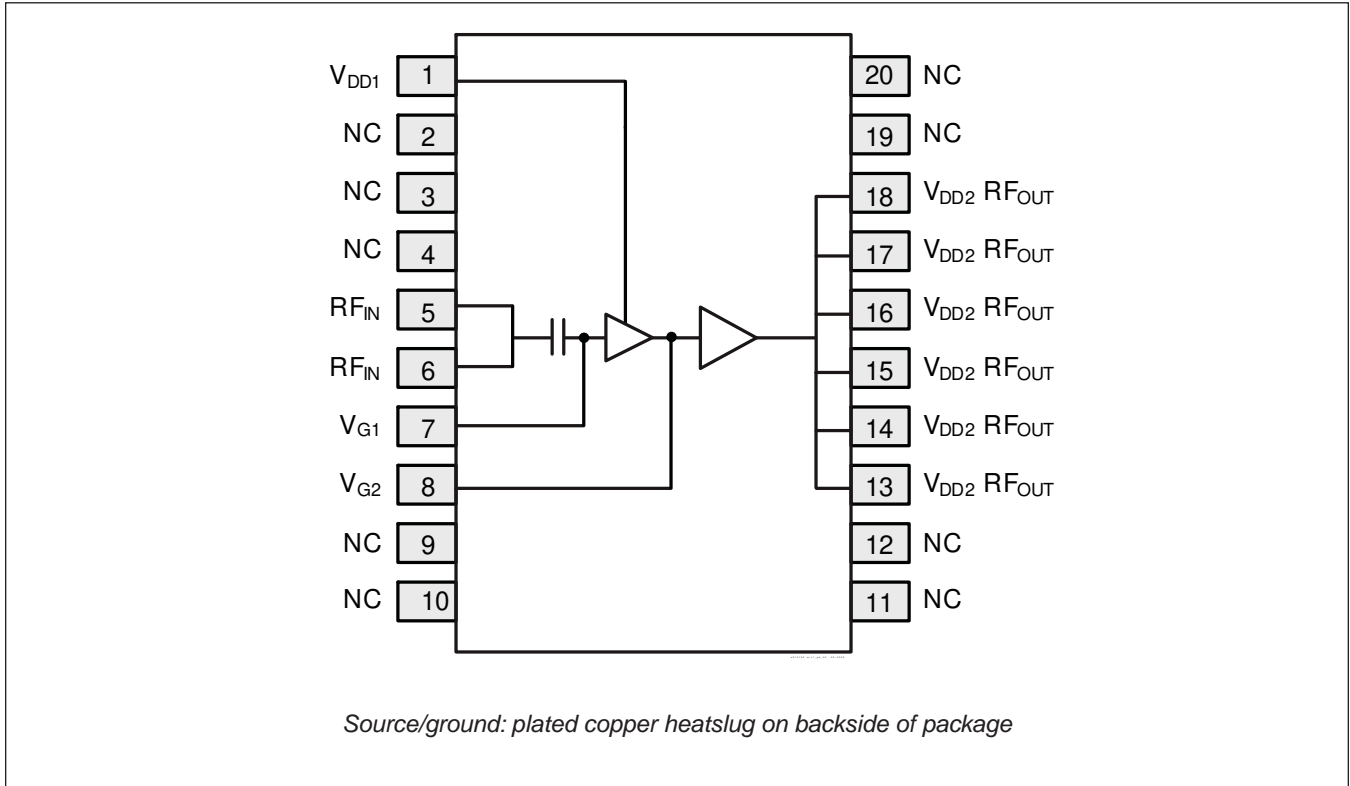 VDD1 1
NC 2
NC 3
NC 4
RFIN 5
RFIN 6
VG1 7
VG2 8
NC 9
NC 10
20 NC
19 NC
18 VDD2 RFOUT
17 VDD2 RFOUT
16 VDD2 RFOUT
15 VDD2 RFOUT
14 VDD2 RFOUT
13 VDD2 RFOUT
12 NC
11 NC
Source/ground: plated copper heatslug on backside of package